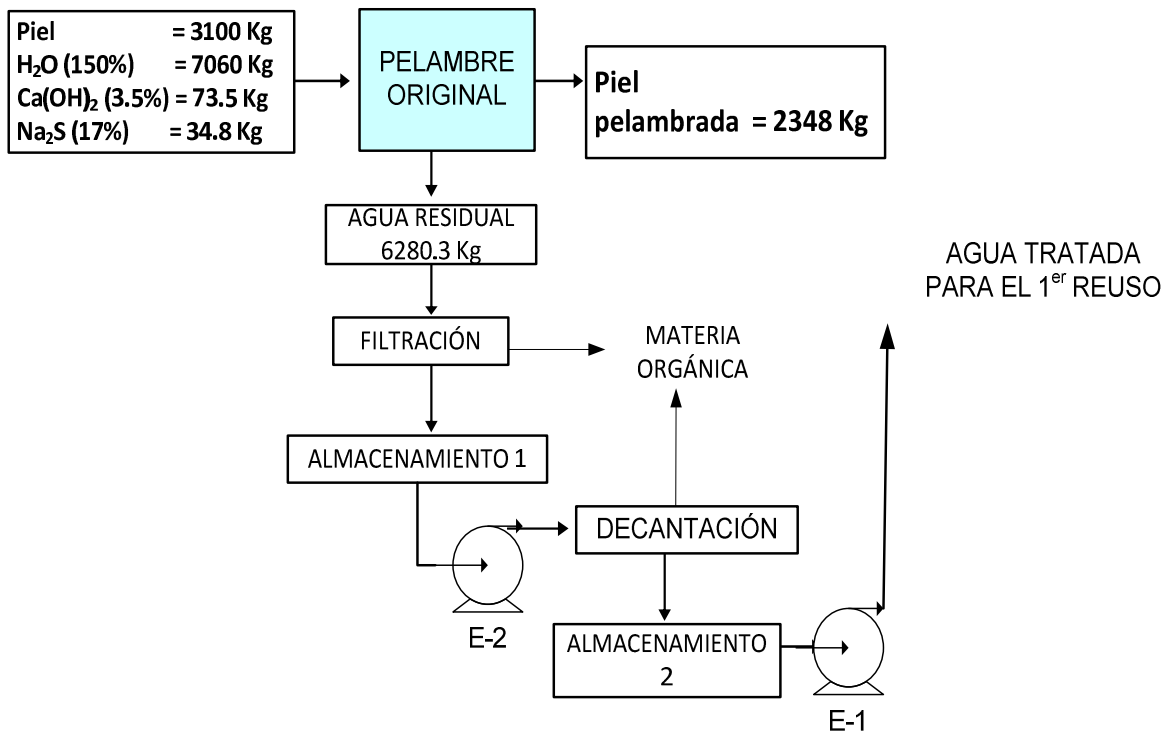 Piel = 3100 Kg
H₂O (150%) = 7060 Kg
Ca(OH)₂ (3.5%) = 73.5 Kg
Na₂S (17%) = 34.8 Kg
PELAMBRE
ORIGINAL
Piel
pelambrada = 2348 Kg
AGUA RESIDUAL
6280.3 Kg
AGUA TRATADA
PARA EL 1er REUSO
FILTRACIÓN
MATERIA
ORGÁNICA
ALMACENAMIENTO 1
DECANTACIÓN
E-2
ALMACENAMIENTO
2
E-1